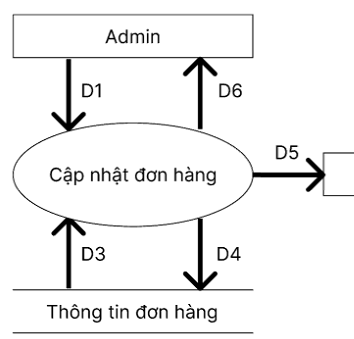 Admin
D1
D6
Cập nhật đơn hàng
D5
D3
D4
Thông tin đơn hàng